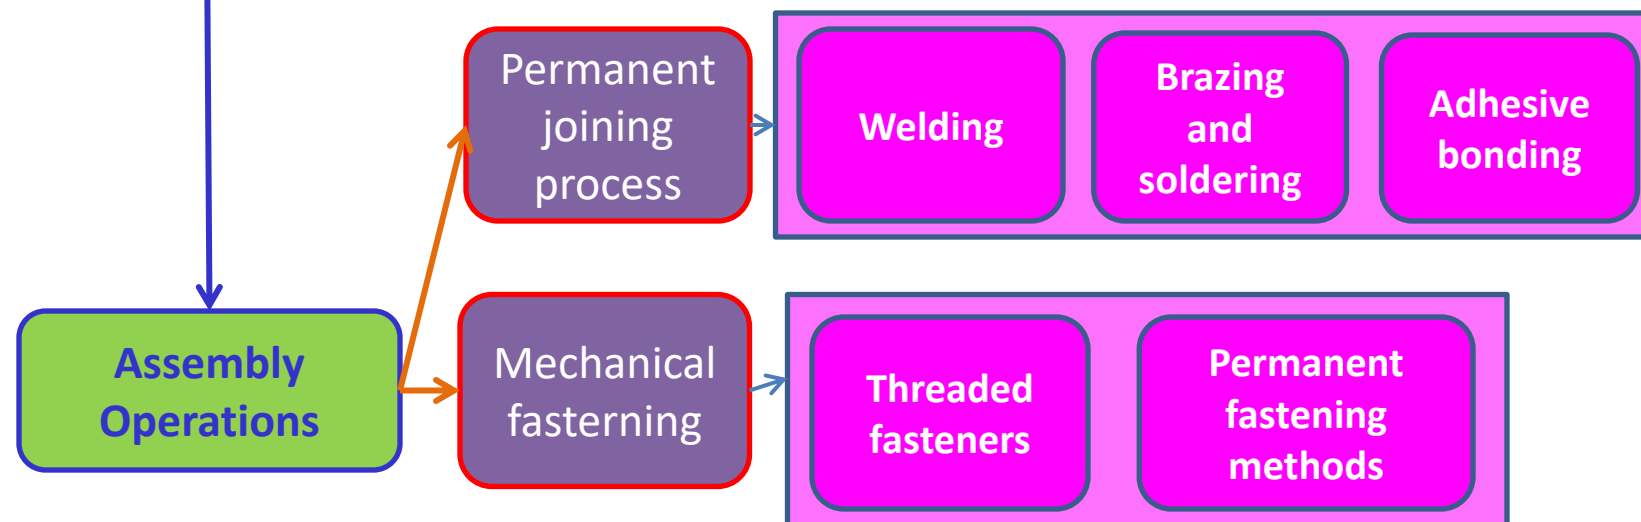 Permanent
joining
process
Welding
Brazing
and
soldering
Adhesive
bonding
Assembly
Operations
Mechanical
fasterning
Threaded
fasteners
Permanent
fastening
methods